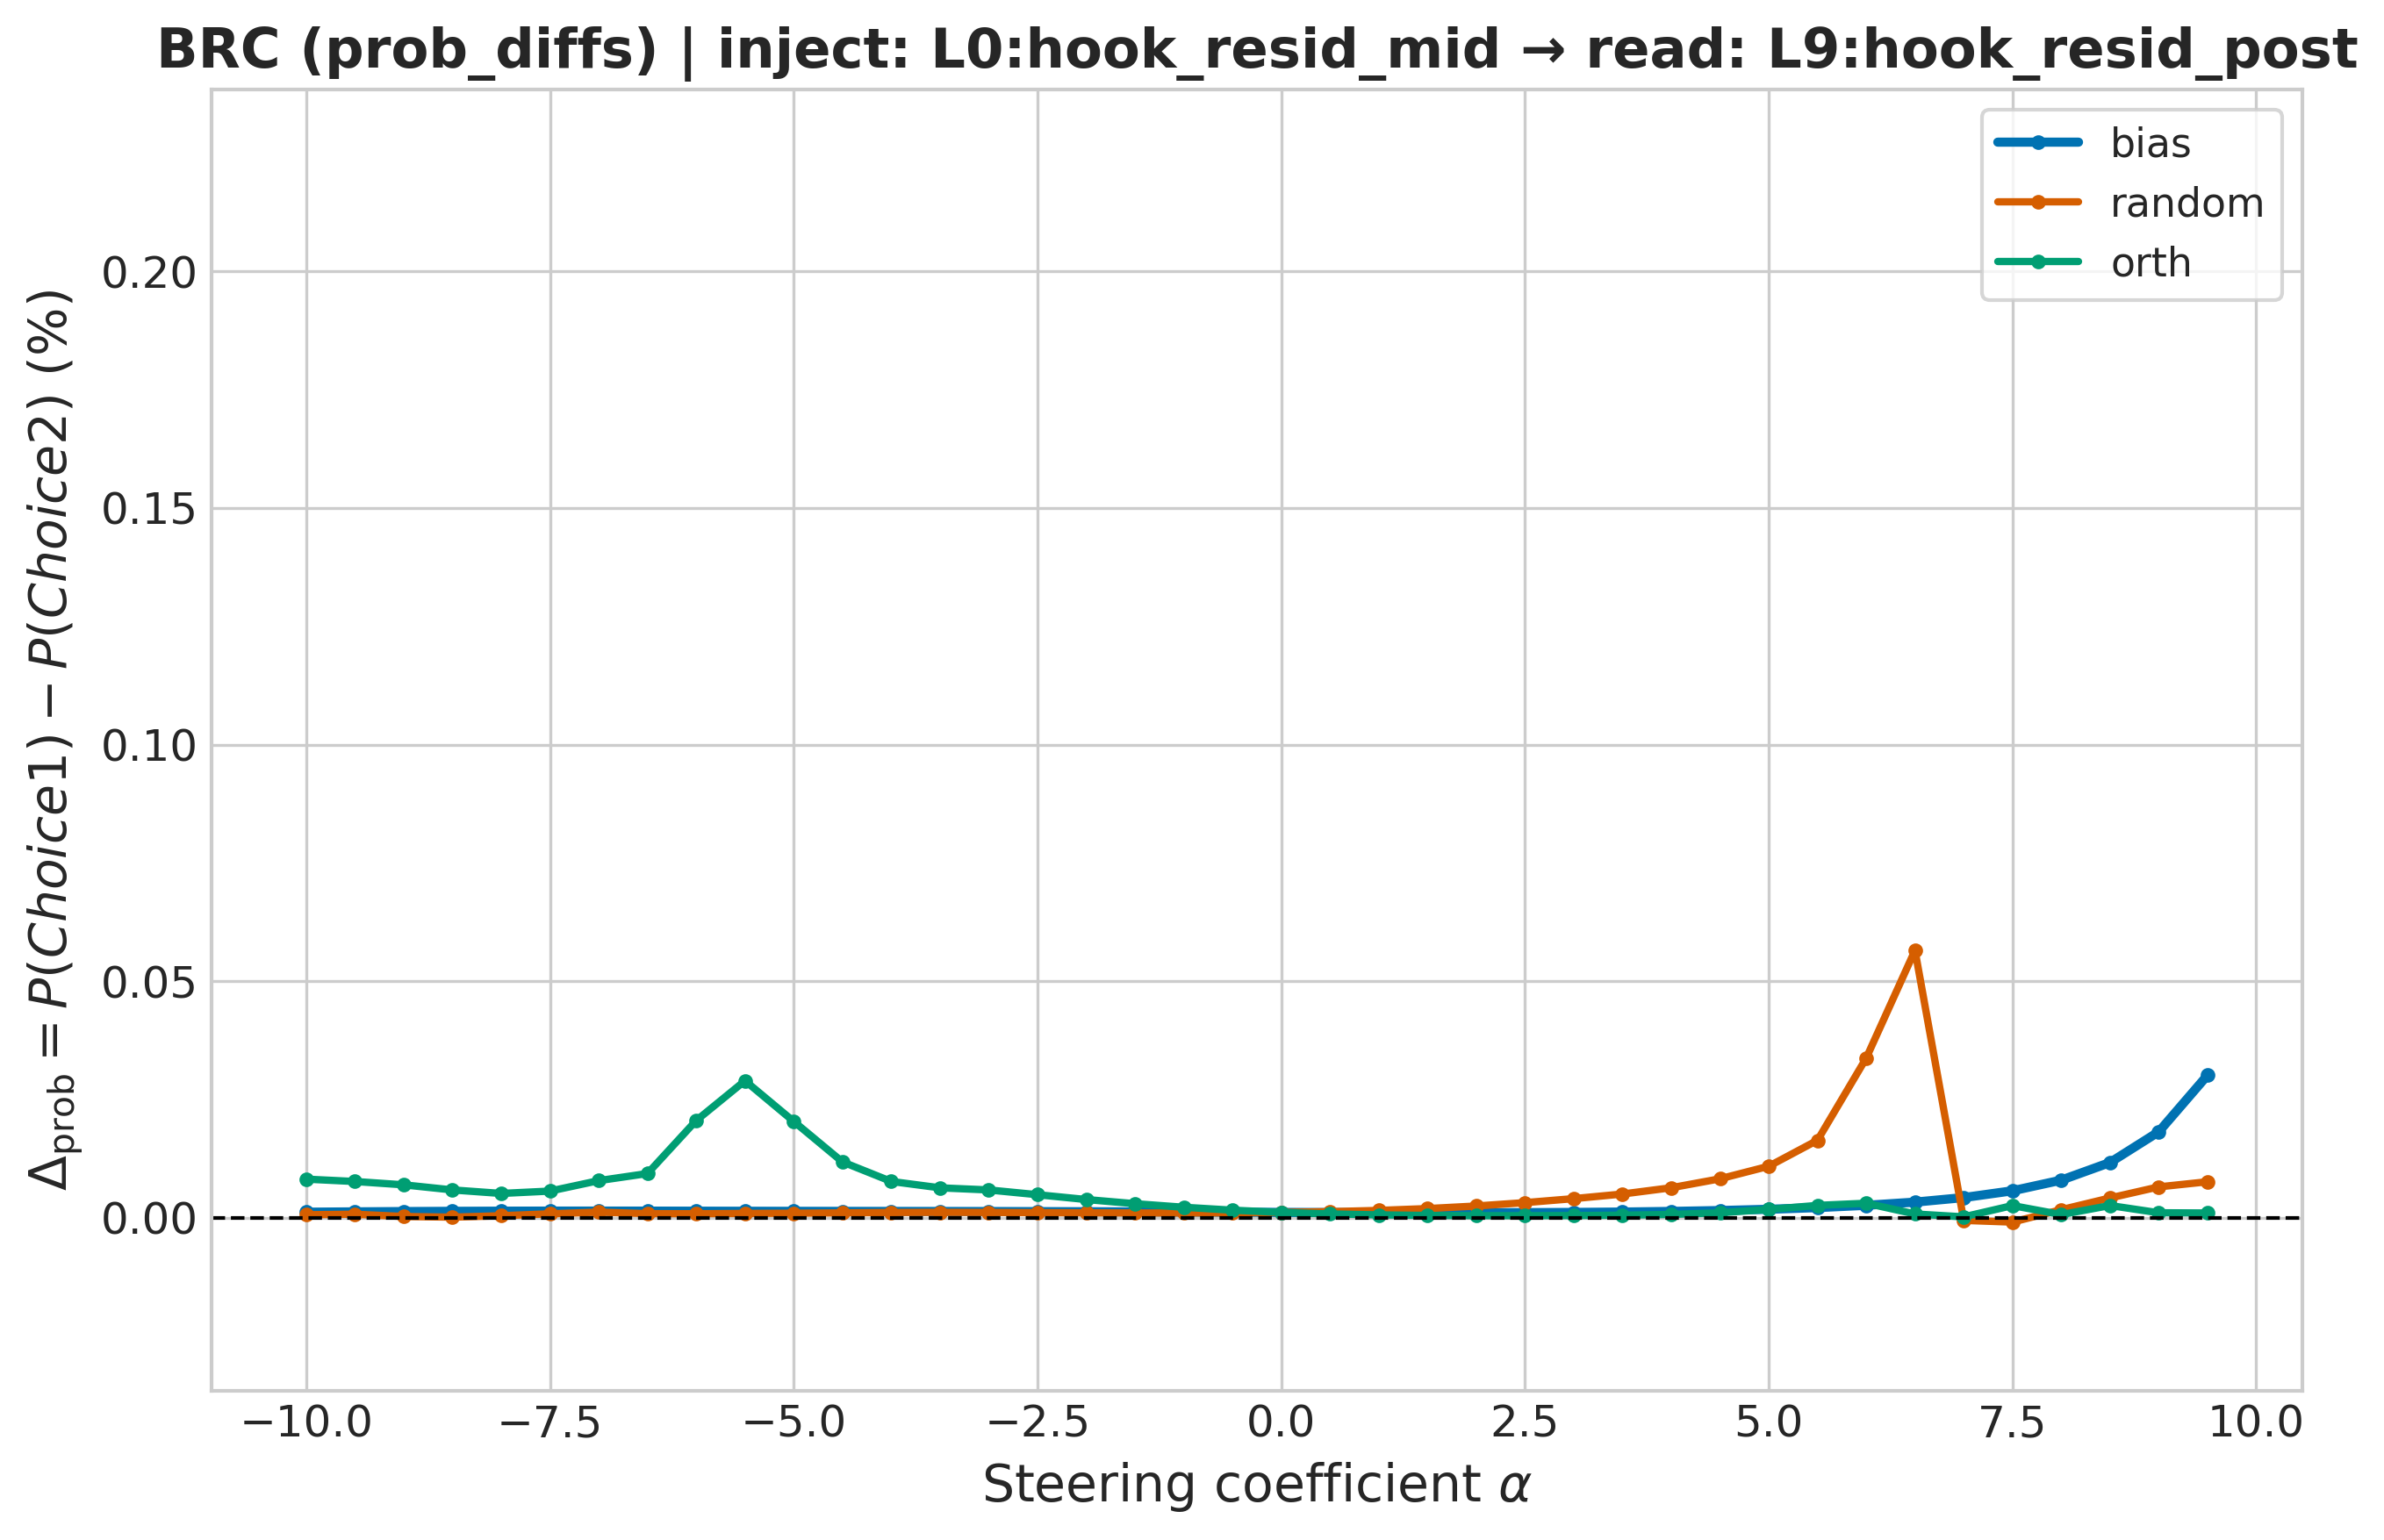 BRC (prob_diffs) | inject: L0:hook_resid_mid → read: L9:hook_resid_post
bias
random
orth
Δprob = P(Choice1) − P(Choice2) (%)
0.20
0.15
0.10
0.05
0.00
−10.0 −7.5 −5.0 −2.5 0.0 2.5 5.0 7.5 10.0
Steering coefficient α